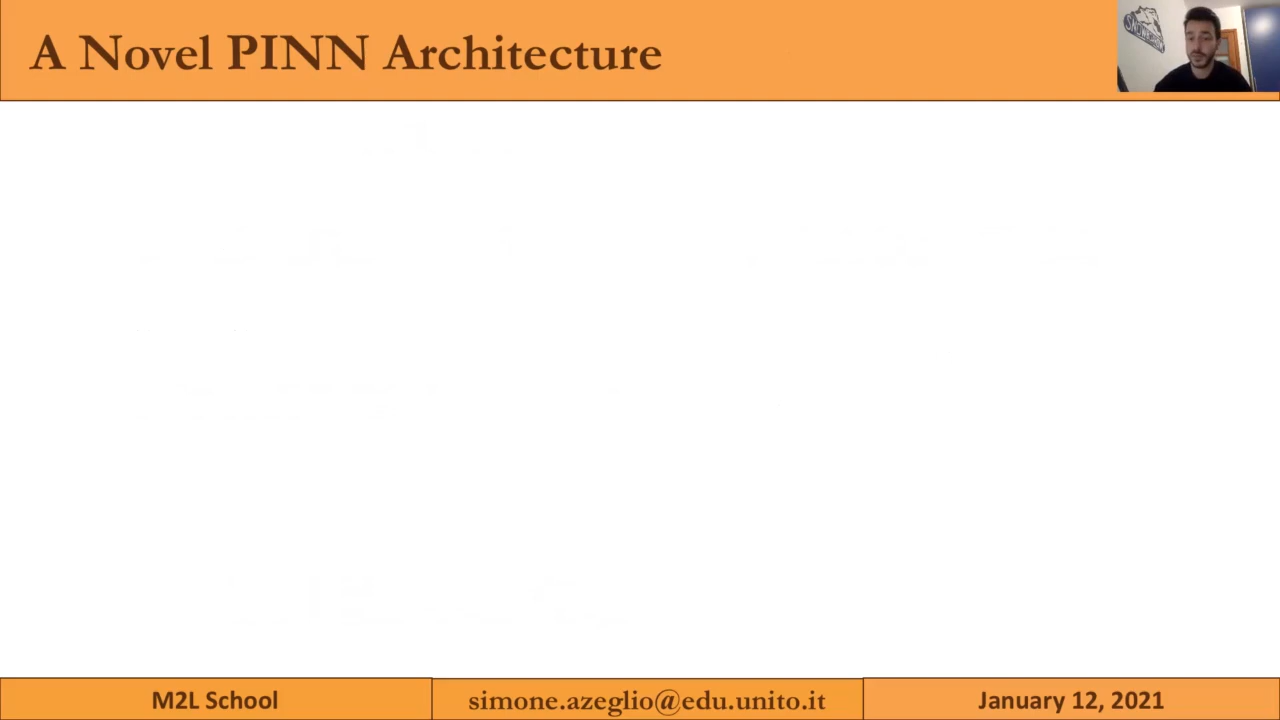 A Novel PINN Architecture
M2L School
simone.azeglio@edu.unito.it
January 12, 2021